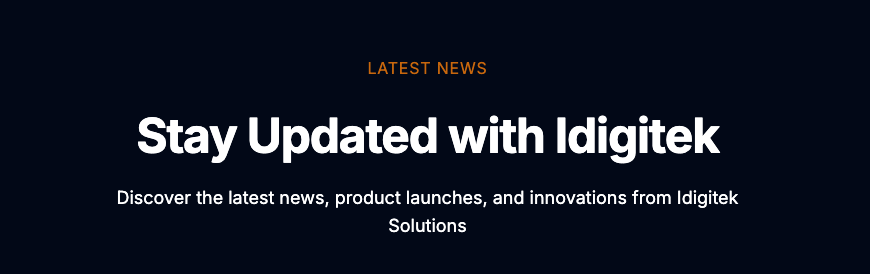 LATEST NEWS
Stay Updated with Idigitek
Discover the latest news, product launches, and innovations from Idigitek
Solutions